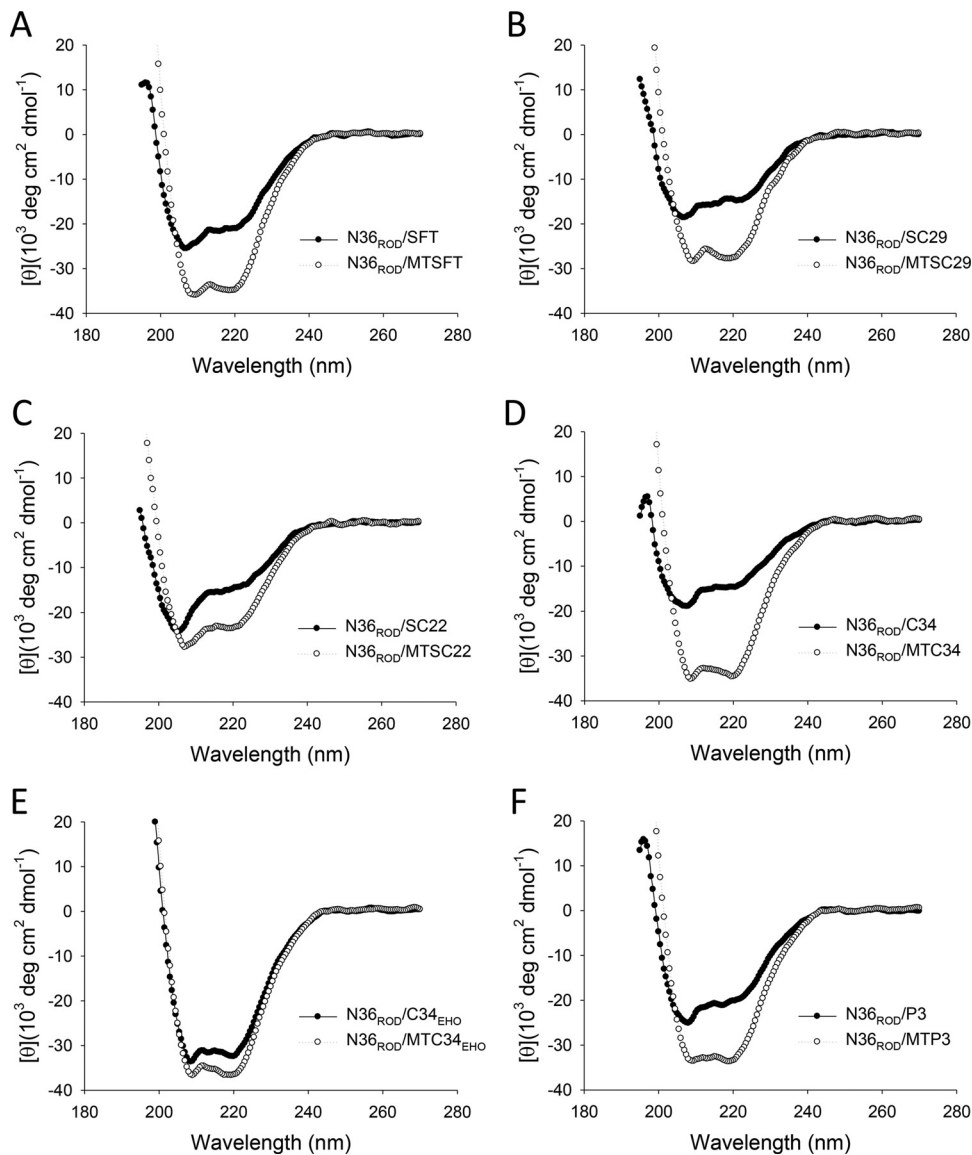 A
20
10
0
-10
-20
-30
-40
[θ](10³ deg cm² dmol⁻¹)
N36ROD/SFT
N36ROD/MTSFT
180 200 220 240 260 280
Wavelength (nm)
B
20
10
0
-10
-20
-30
-40
[θ](10³ deg cm² dmol⁻¹)
N36ROD/SC29
N36ROD/MTSC29
180 200 220 240 260 280
Wavelength (nm)
C
20
10
0
-10
-20
-30
-40
[θ](10³ deg cm² dmol⁻¹)
N36ROD/SC22
N36ROD/MTSC22
180 200 220 240 260 280
Wavelength (nm)
D
20
10
0
-10
-20
-30
-40
[θ](10³ deg cm² dmol⁻¹)
N36ROD/C34
N36ROD/MTC34
180 200 220 240 260 280
Wavelength (nm)
E
20
10
0
-10
-20
-30
-40
[θ](10³ deg cm² dmol⁻¹)
N36ROD/C34EHO
N36ROD/MTC34EHO
180 200 220 240 260 280
Wavelength (nm)
F
20
10
0
-10
-20
-30
-40
[θ](10³ deg cm² dmol⁻¹)
N36ROD/P3
N36ROD/MTP3
180 200 220 240 260 280
Wavelength (nm)